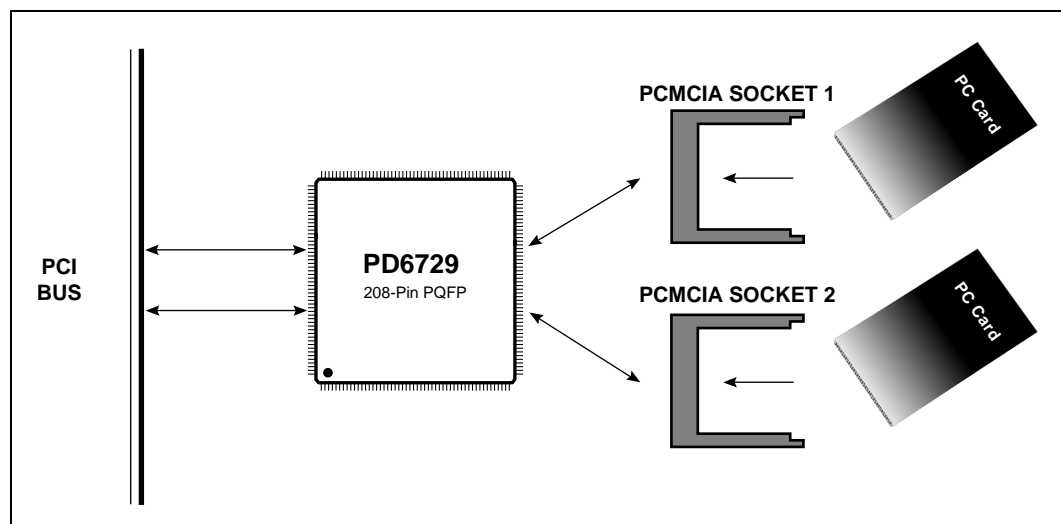 PCI
BUS
PD6729
208-Pin PQFP
PCMCIA SOCKET 1
PC Card
PCMCIA SOCKET 2
PC Card